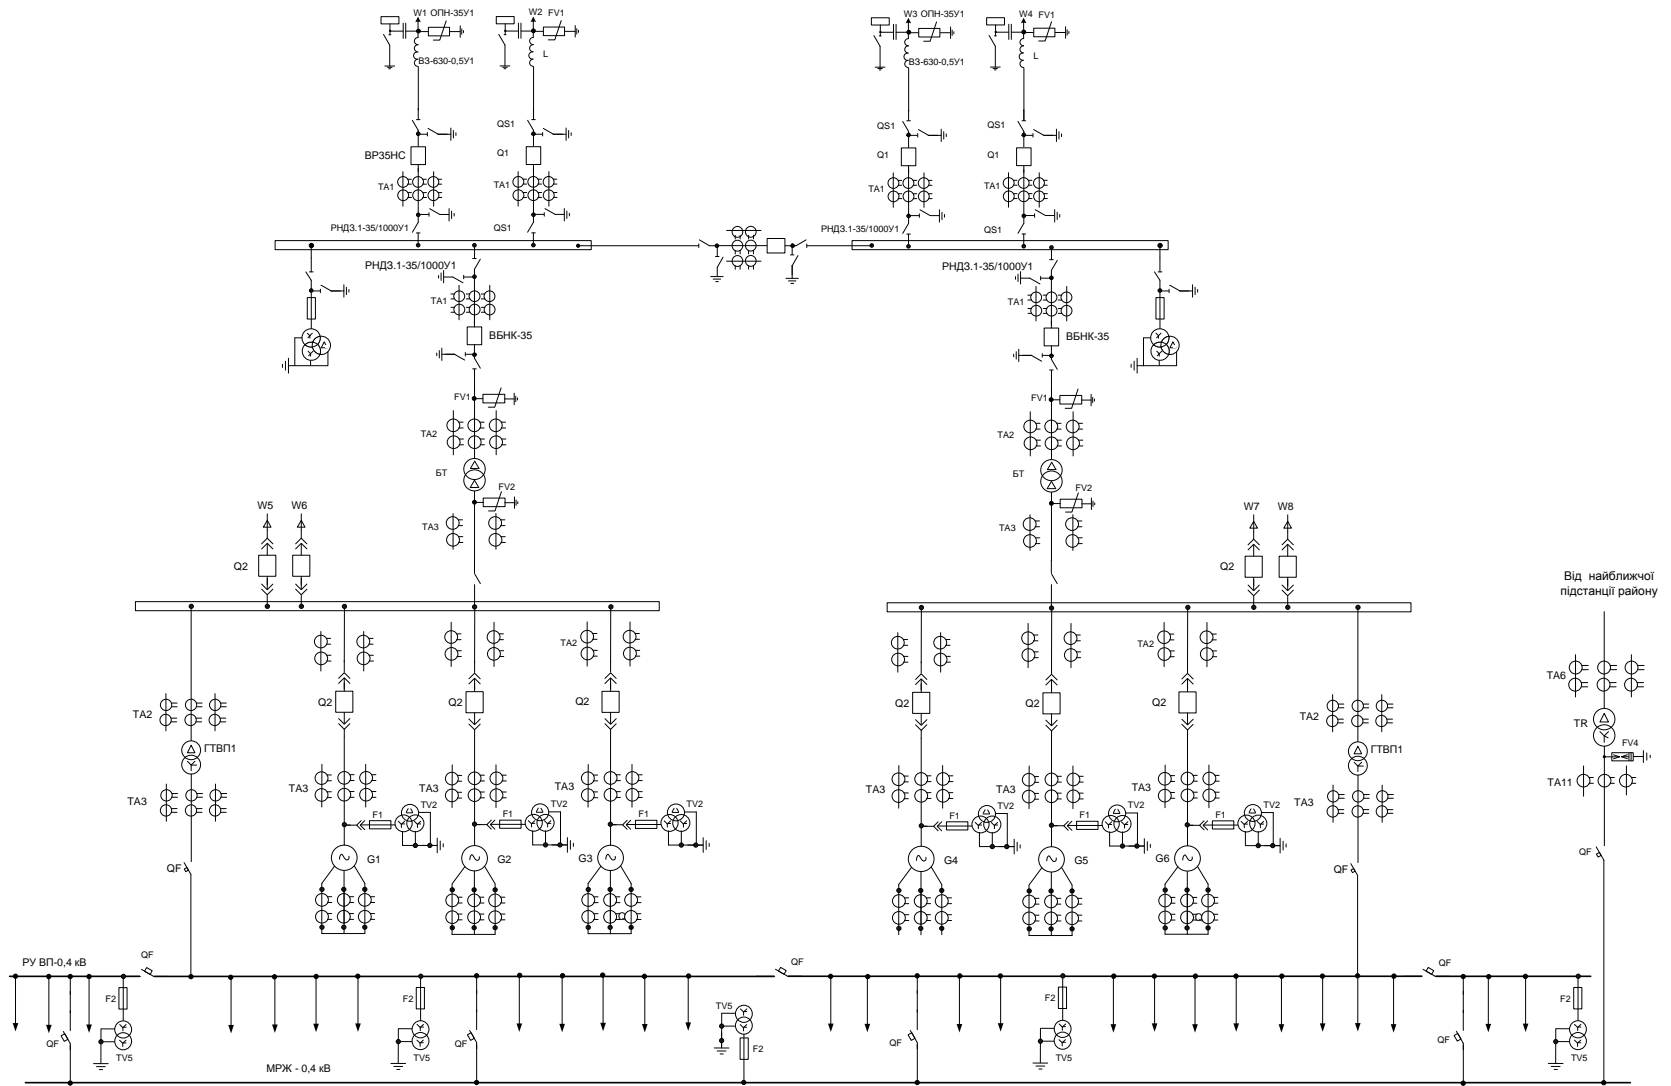 W1 ОПН-35У1
W2 FV1
W3 ОПН-35У1
W4 FV1
ВЗ-630-0,5У1
L
ВЗ-630-0,5У1
L
QS1
QS1
QS1
ВР35НС
Q1
Q1
Q1
TA1
TA1
TA1
TA1
РНДЗ.1-35/1000У1
QS1
РНДЗ.1-35/1000У1
QS1
РНДЗ.1-35/1000У1
РНДЗ.1-35/1000У1
TA1
TA1
ВБНК-35
ВБНК-35
FV1
FV1
TA2
TA2
БТ
БТ
FV2
FV2
TA3
TA3
W5
W6
W7
W8
Q2
Q2
Від найближчої
підстанції району
TA2
TA2
TA6
Q2
Q2
Q2
Q2
Q2
Q2
TA2
TA2
TR
ГТВП1
ГТВП1
FV4
TA3
TA3
TA3
TA3
TA3
TA3
TA3
TA3
TA11
F1
TV2
F1
TV2
F1
TV2
F1
TV2
F1
TV2
F1
TV2
G1
G2
G3
G4
G5
G6
QF
QF
QF
РУ ВП-0,4 кВ
QF
QF
QF
F2
F2
F2
F2
TV5
QF
QF
QF
QF
F2
TV5
TV5
TV5
TV5
МРЖ - 0,4 кВ